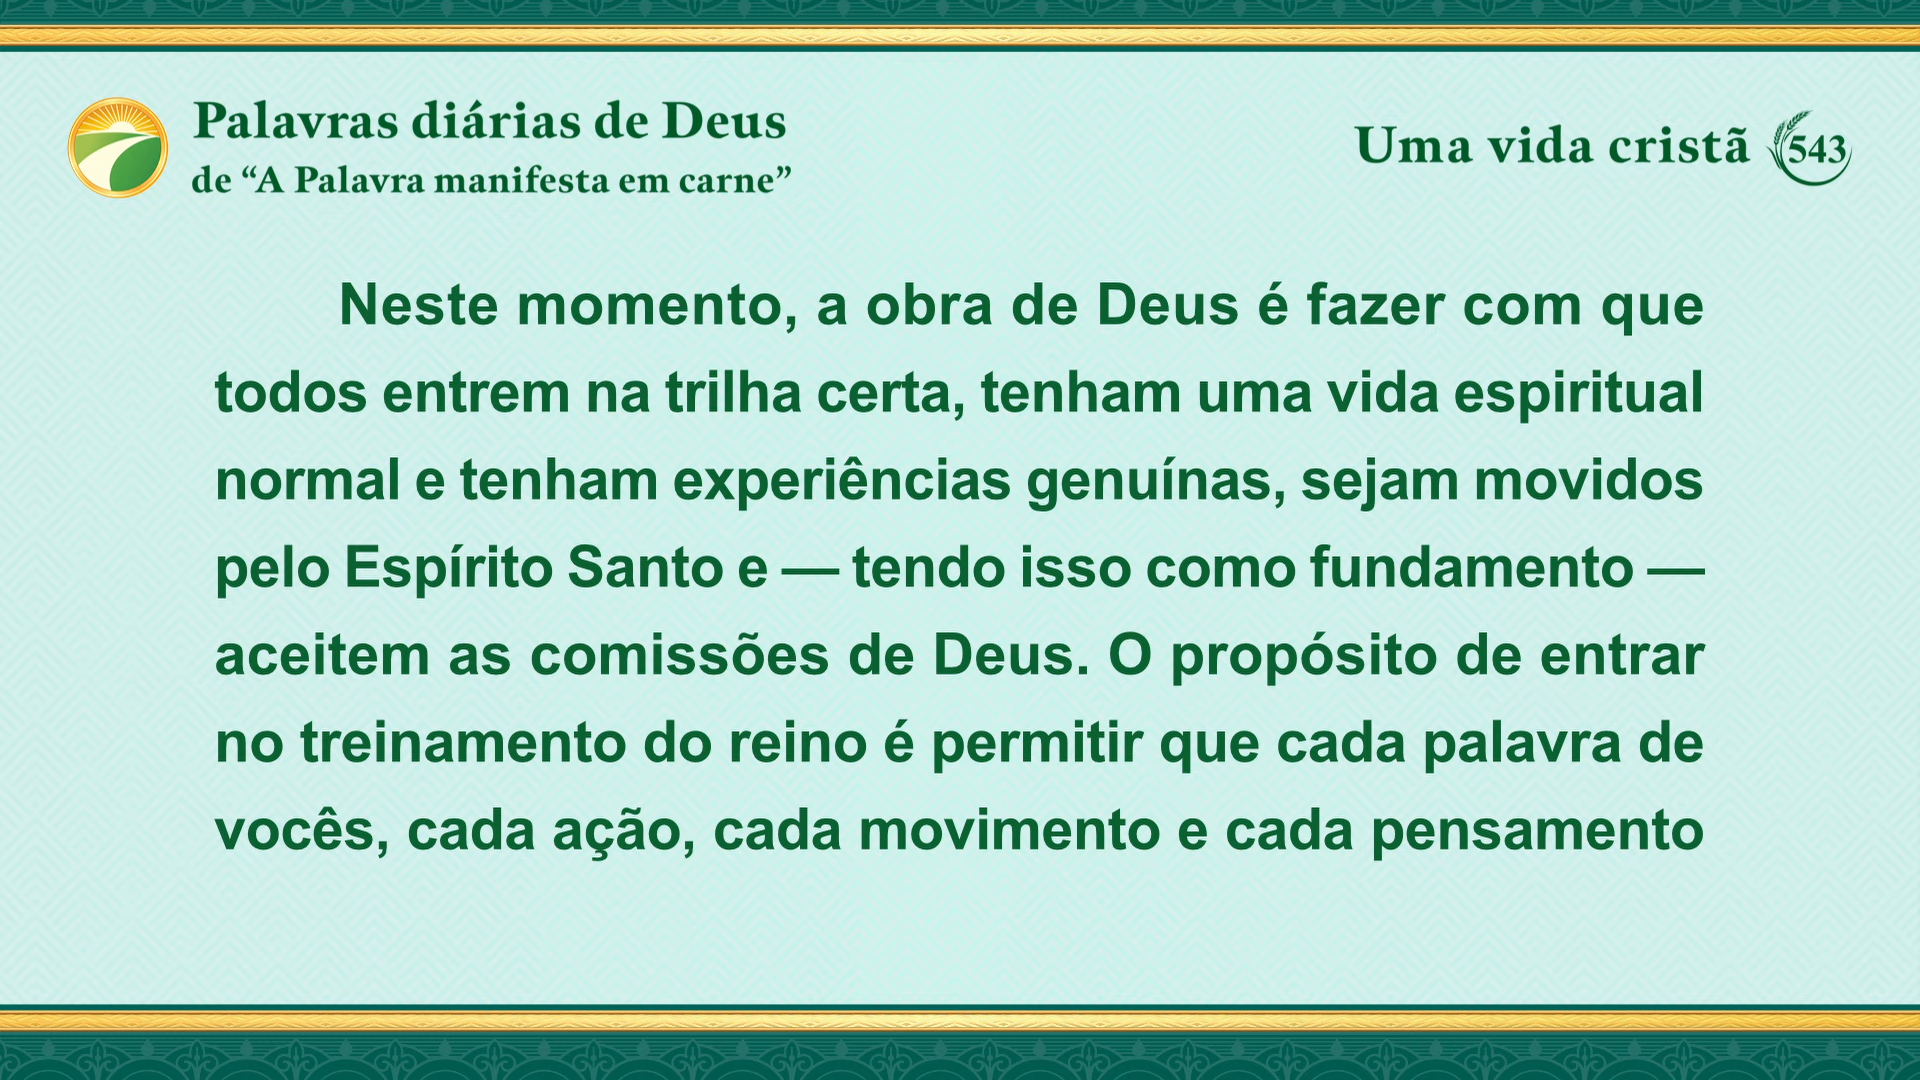 Palavras diárias de Deus
de “A Palavra manifesta em carne”
Uma vida cristã 543
Neste momento, a obra de Deus é fazer com que
todos entrem na trilha certa, tenham uma vida espiritual
normal e tenham experiências genuínas, sejam movidos
pelo Espírito Santo e — tendo isso como fundamento —
aceitem as comissões de Deus. O propósito de entrar
no treinamento do reino é permitir que cada palavra de
vocês, cada ação, cada movimento e cada pensamento